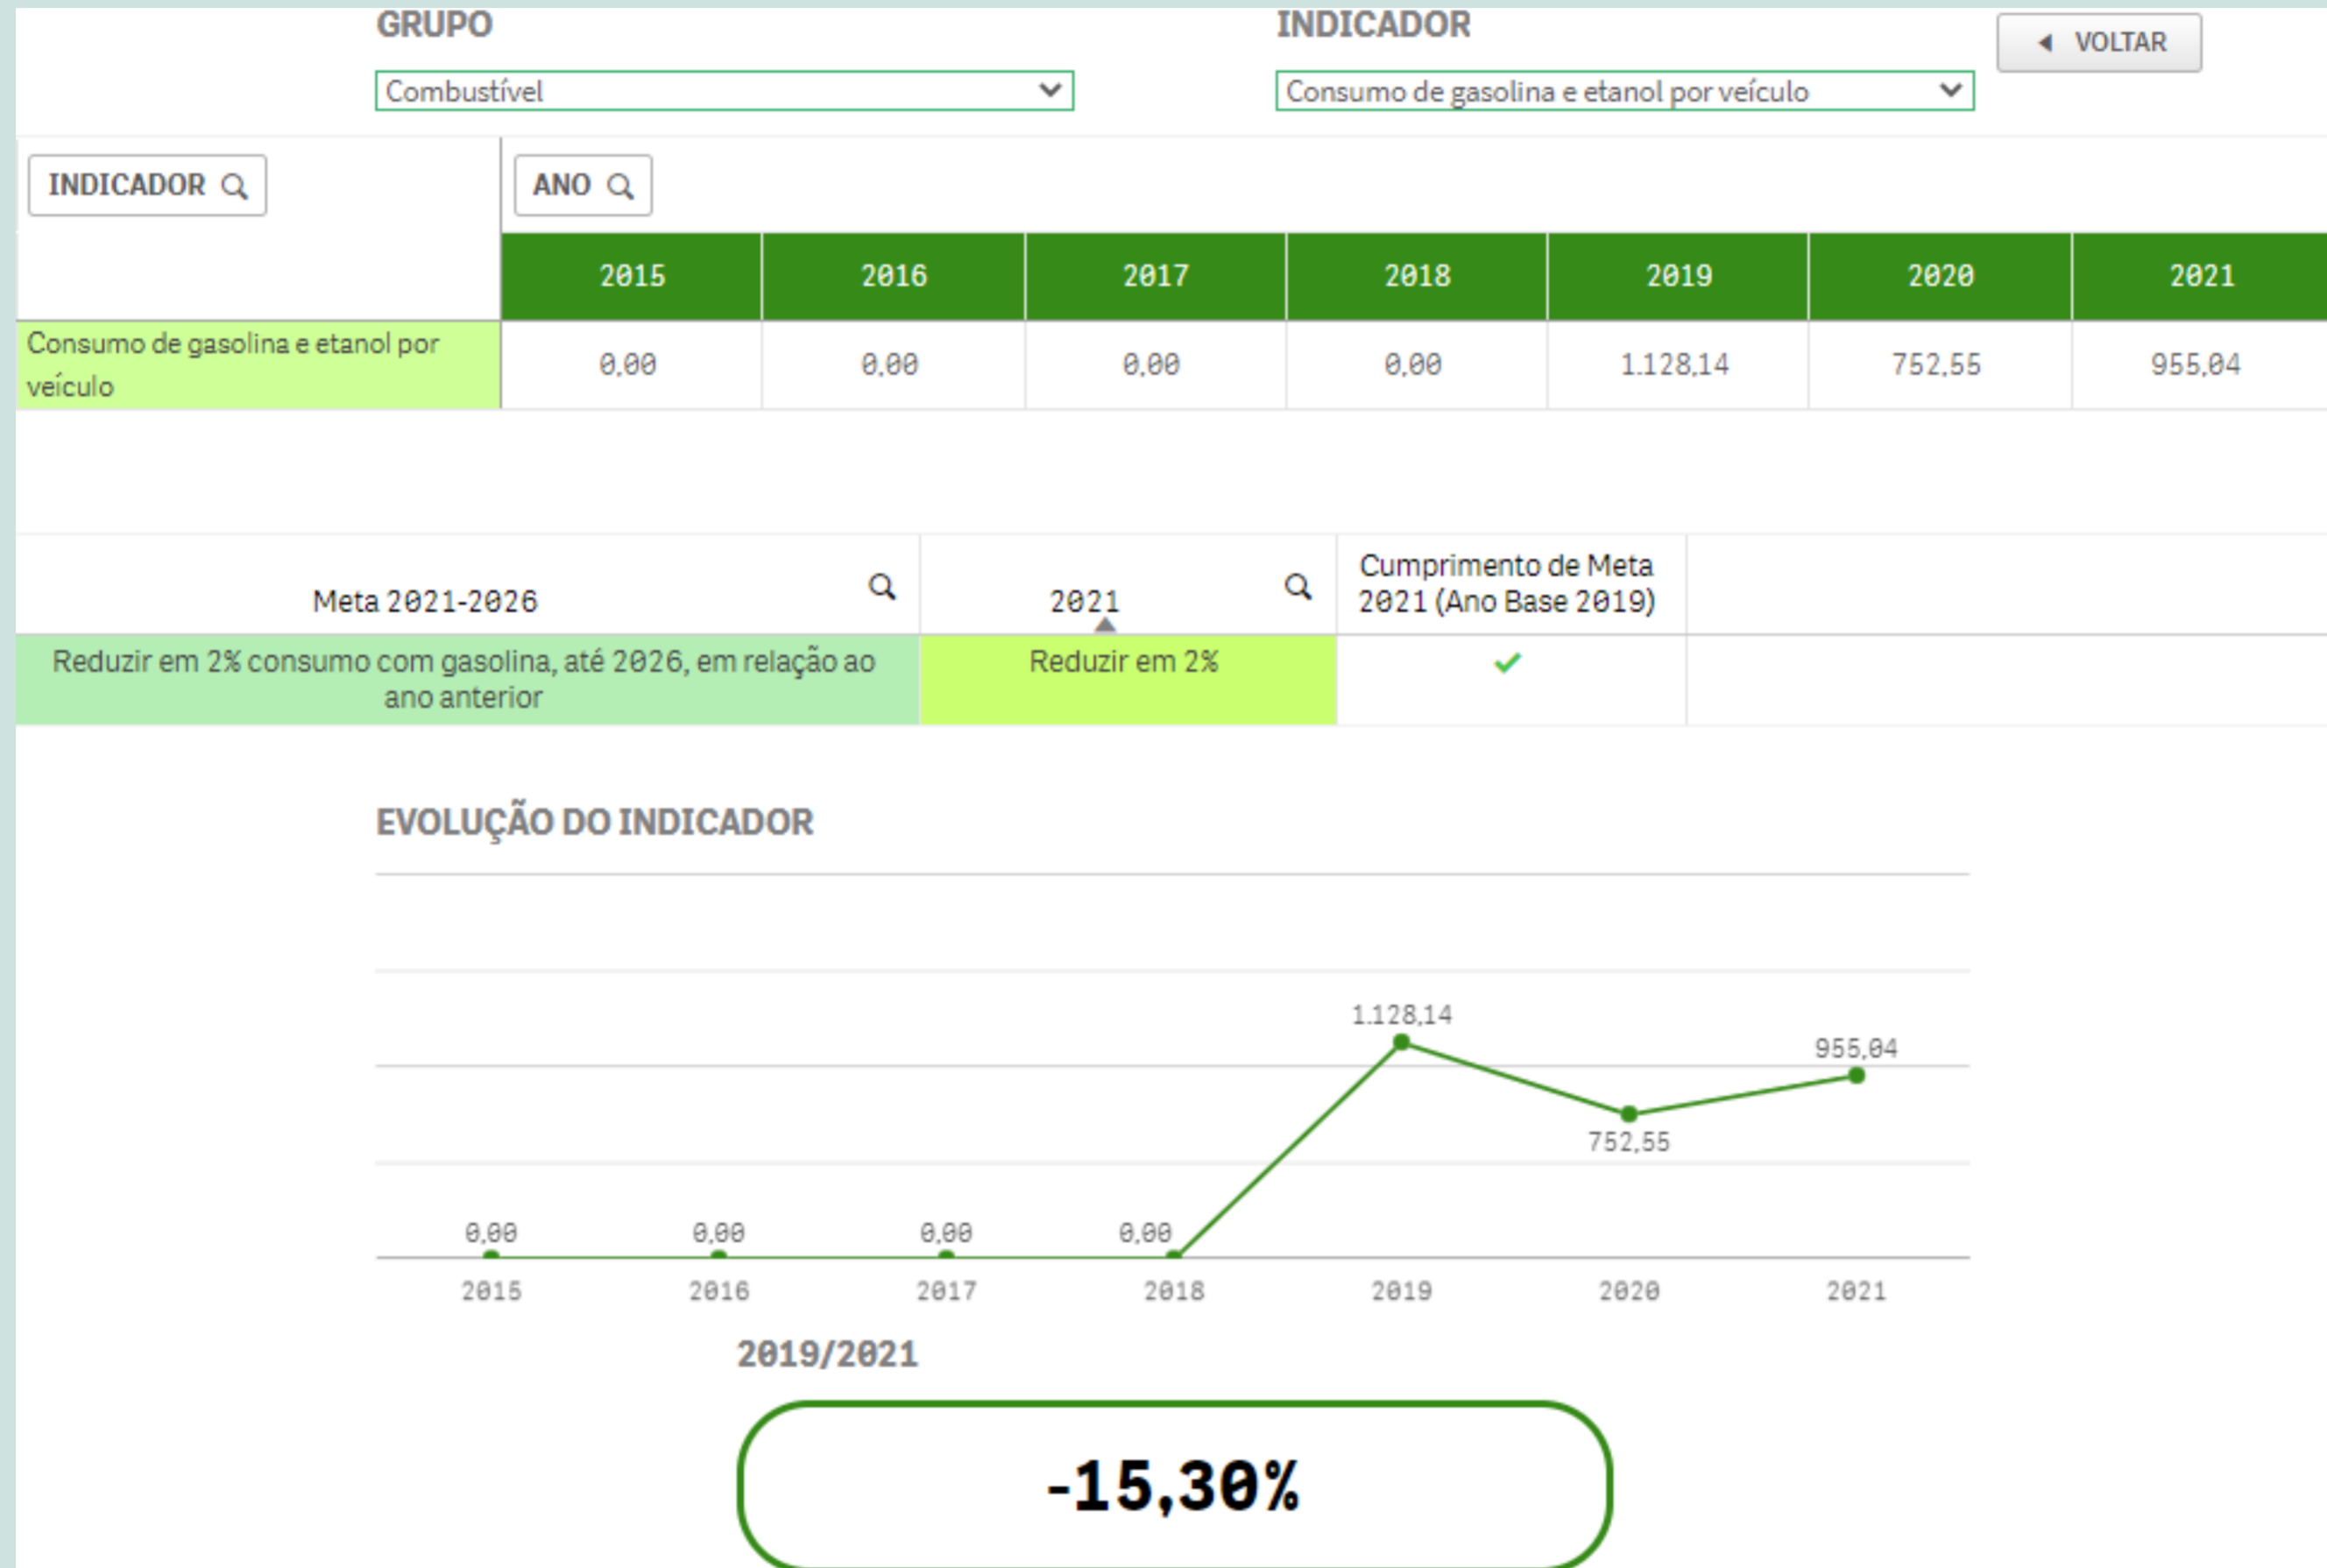 GRUPO
INDICADOR
VOLTAR
Combustível
Consumo de gasolina e etanol por veículo
INDICADOR
ANO
2015 2016 2017 2018 2019 2020 2021
Consumo de gasolina e etanol por
veículo
0,00 0,00 0,00 0,00 1.128,14 752,55 955,04
Meta 2021-2026
2021
Cumprimento de Meta
2021 (Ano Base 2019)
Reduzir em 2% consumo com gasolina, até 2026, em relação ao
ano anterior
Reduzir em 2%
EVOLUÇÃO DO INDICADOR
1.128,14
955,04
752,55
0,00 0,00 0,00 0,00
2015 2016 2017 2018 2019 2020 2021
2019/2021
-15,30%